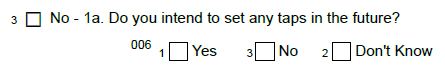 3 ☐ No - 1a. Do you intend to set any taps in the future?
006 1 ☐ Yes 3 ☐ No 2 ☐ Don't Know